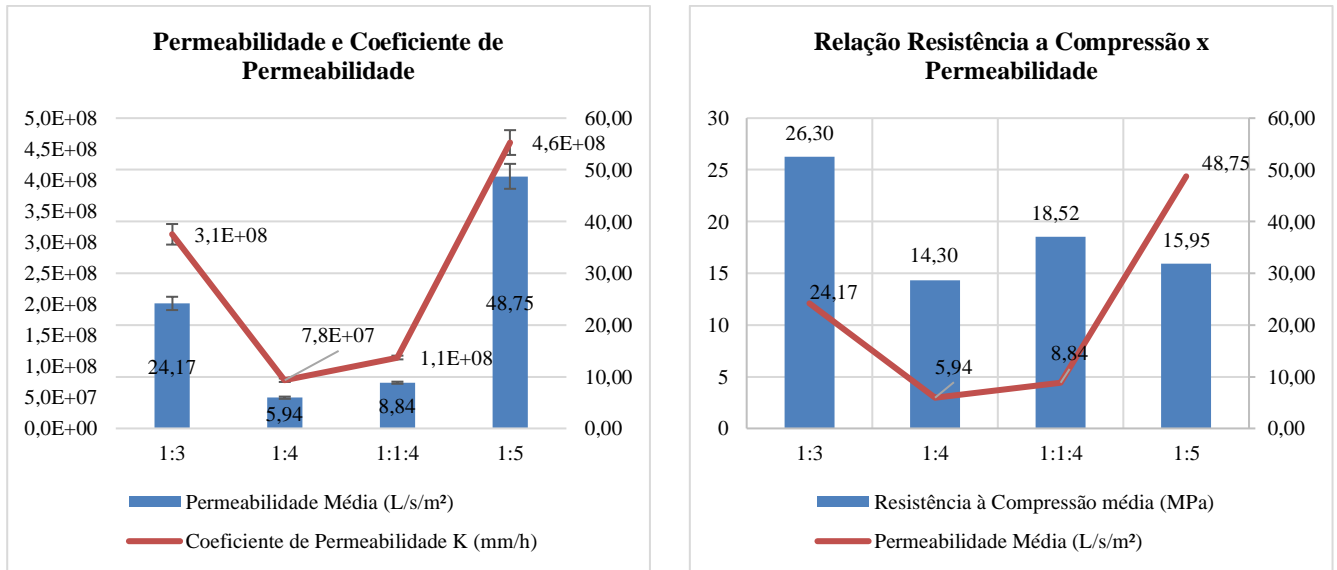 Permeabilidade e Coeficiente de
Permeabilidade
5,0E+08
4,5E+08
4,0E+08
3,5E+08
3,0E+08
2,5E+08
2,0E+08
1,5E+08
1,0E+08
5,0E+07
0,0E+00
60,00
50,00
40,00
30,00
20,00
10,00
0,00
3,1E+08
7,8E+07
1,1E+08
4,6E+08
24,17
5,94
8,84
48,75
1:3
1:4
1:1:4
1:5
Permeabilidade Média (L/s/m²)
Coeficiente de Permeabilidade K (mm/h)
Relação Resistência a Compressão x
Permeabilidade
30
25
20
15
10
5
0
60,00
50,00
40,00
30,00
20,00
10,00
0,00
26,30
14,30
18,52
15,95
24,17
5,94
8,84
48,75
1:3
1:4
1:1:4
1:5
Resistência à Compressão média (MPa)
Permeabilidade Média (L/s/m²)